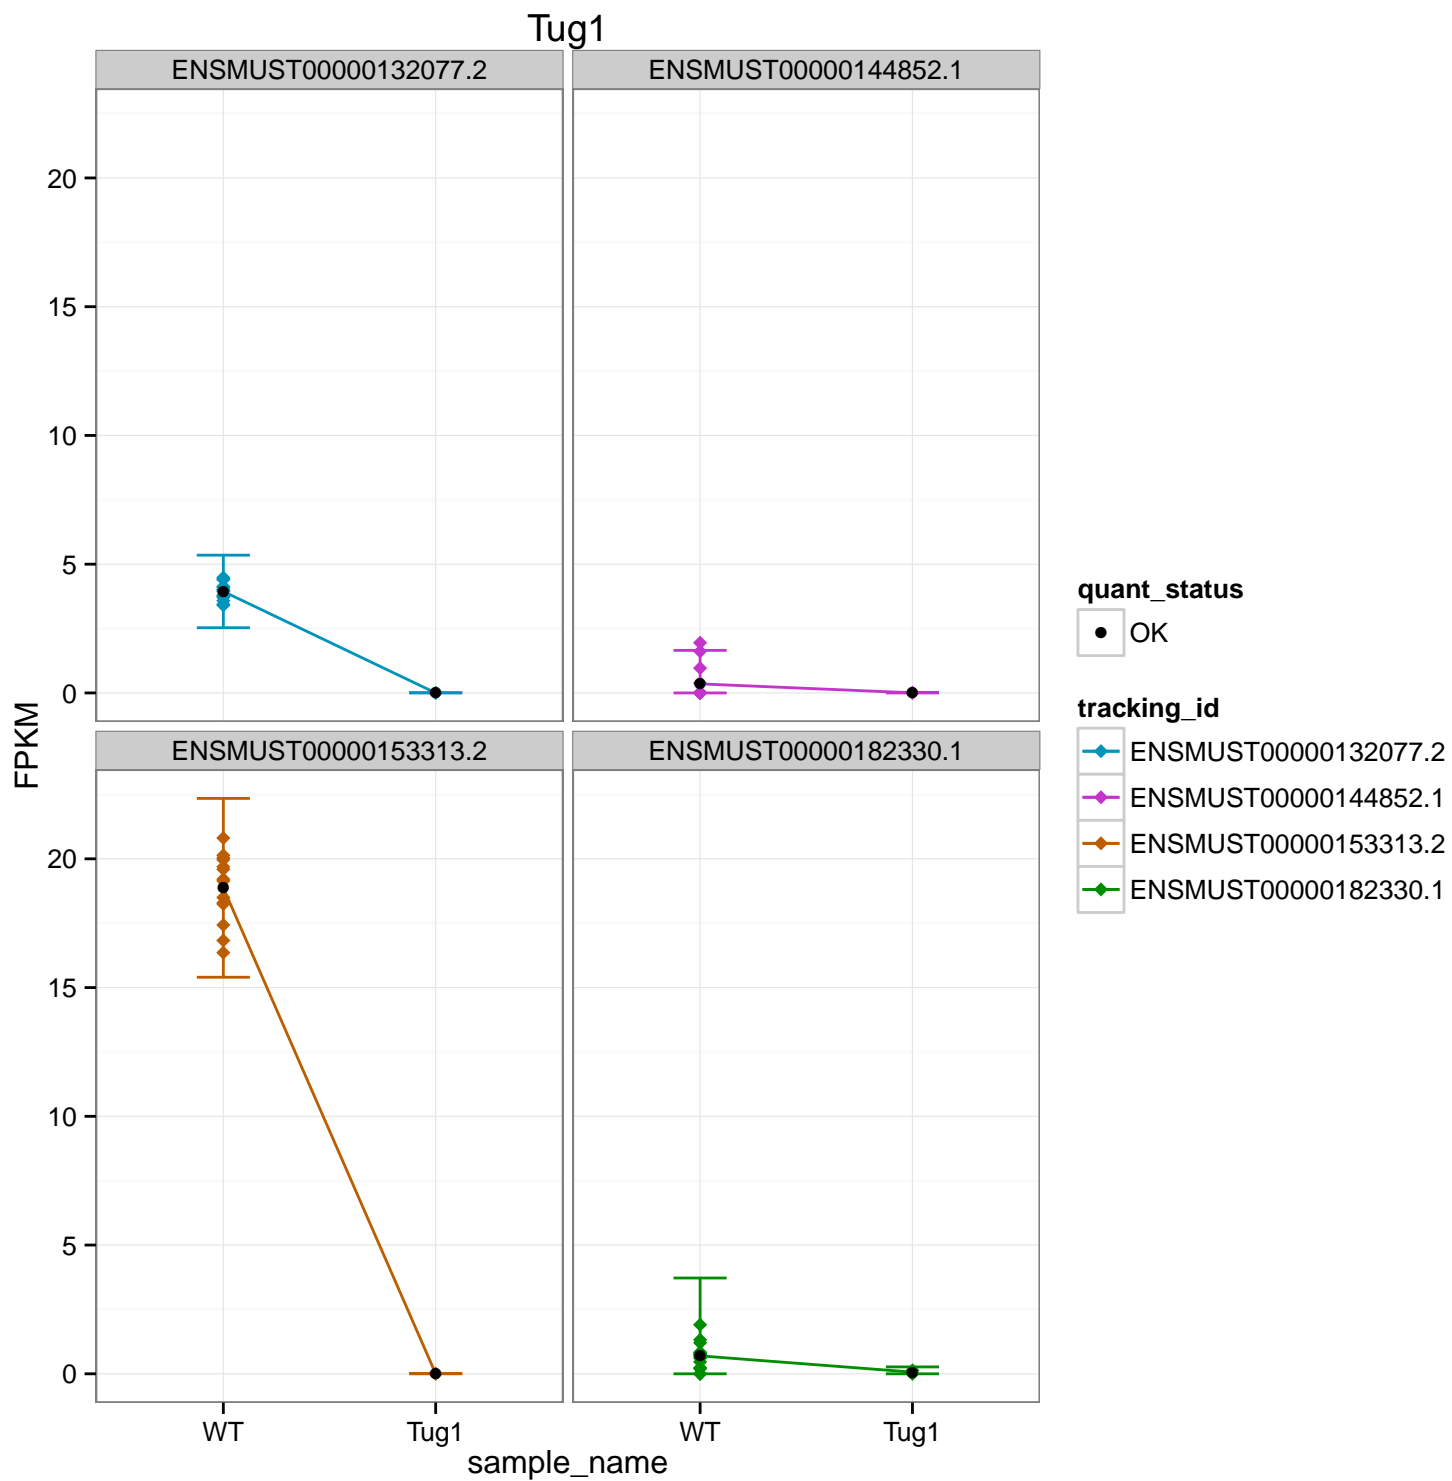 Tug1
ENSMUST00000132077.2 ENSMUST00000144852.1
20
15
10
5
0
FPKM
ENSMUST00000153313.2 ENSMUST00000182330.1
20
15
10
5
0
WT Tug1 WT Tug1
sample_name
quant_status
OK
tracking_id
ENSMUST00000132077.2
ENSMUST00000144852.1
ENSMUST00000153313.2
ENSMUST00000182330.1